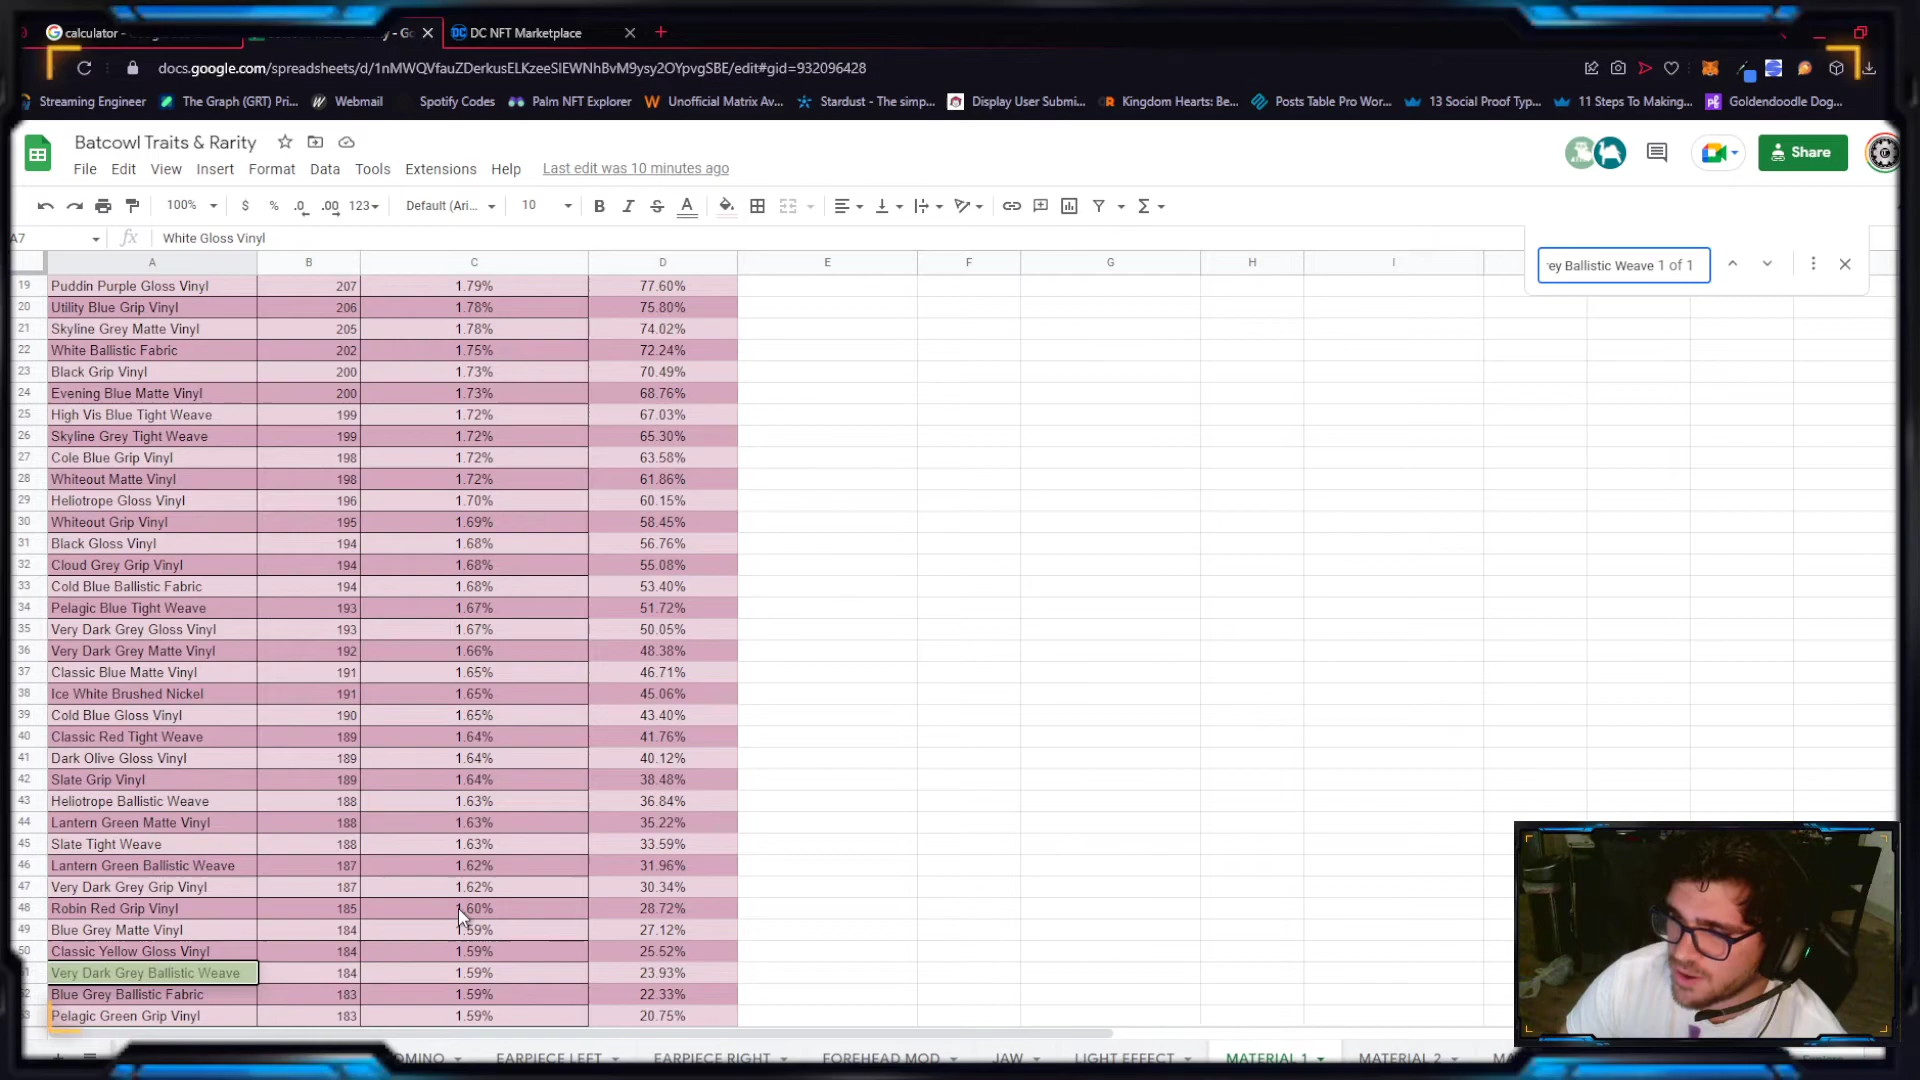 calculator -
DC NFT Marketplace
docs.google.com/spreadsheets/d/1nMWQVfauZDerkusELKzeeSIEWNhBvM9ysy2OYpvgSBE/edit#gid=932096428
Streaming Engineer
The Graph (GRT) Pri...
Webmail
Spotify Codes
Palm NFT Explorer
Unofficial Matrix Av...
Stardust - The simp...
Display User Submi...
Kingdom Hearts: Be...
Posts Table Pro Wor...
13 Social Proof Typ...
11 Steps To Making...
Goldendoodle Dog...
Batcowl Traits & Rarity
File Edit View Insert Format Data Tools Extensions Help Last edit was 10 minutes ago
Share
100% $ % .0 .00 123 Default (Ari... 10
A7 White Gloss Vinyl
ey Ballistic Weave 1 of 1
A B C D E F G H I
19 Puddin Purple Gloss Vinyl 207 1.79% 77.60%
20 Utility Blue Grip Vinyl 206 1.78% 75.80%
21 Skyline Grey Matte Vinyl 205 1.78% 74.02%
22 White Ballistic Fabric 202 1.75% 72.24%
23 Black Grip Vinyl 200 1.73% 70.49%
24 Evening Blue Matte Vinyl 200 1.73% 68.76%
25 High Vis Blue Tight Weave 199 1.72% 67.03%
26 Skyline Grey Tight Weave 199 1.72% 65.30%
27 Cole Blue Grip Vinyl 198 1.72% 63.58%
28 Whiteout Matte Vinyl 198 1.72% 61.86%
29 Heliotrope Gloss Vinyl 196 1.70% 60.15%
30 Whiteout Grip Vinyl 195 1.69% 58.45%
31 Black Gloss Vinyl 194 1.68% 56.76%
32 Cloud Grey Grip Vinyl 194 1.68% 55.08%
33 Cold Blue Ballistic Fabric 194 1.68% 53.40%
34 Pelagic Blue Tight Weave 193 1.67% 51.72%
35 Very Dark Grey Gloss Vinyl 193 1.67% 50.05%
36 Very Dark Grey Matte Vinyl 192 1.66% 48.38%
37 Classic Blue Matte Vinyl 191 1.65% 46.71%
38 Ice White Brushed Nickel 191 1.65% 45.06%
39 Cold Blue Gloss Vinyl 190 1.65% 43.40%
40 Classic Red Tight Weave 189 1.64% 41.76%
41 Dark Olive Gloss Vinyl 189 1.64% 40.12%
42 Slate Grip Vinyl 189 1.64% 38.48%
43 Heliotrope Ballistic Weave 188 1.63% 36.84%
44 Lantern Green Matte Vinyl 188 1.63% 35.22%
45 Slate Tight Weave 188 1.63% 33.59%
46 Lantern Green Ballistic Weave 187 1.62% 31.96%
47 Very Dark Grey Grip Vinyl 187 1.62% 30.34%
48 Robin Red Grip Vinyl 185 1.60% 28.72%
49 Blue Grey Matte Vinyl 184 1.59% 27.12%
50 Classic Yellow Gloss Vinyl 184 1.59% 25.52%
51 Very Dark Grey Ballistic Weave 184 1.59% 23.93%
52 Blue Grey Ballistic Fabric 183 1.59% 22.33%
53 Pelagic Green Grip Vinyl 183 1.59% 20.75%
OMINO EARPIECE LEFT EARPIECE RIGHT FOREHEAD MOD JAW LIGHT EFFECT MATERIAL 1 MATERIAL 2